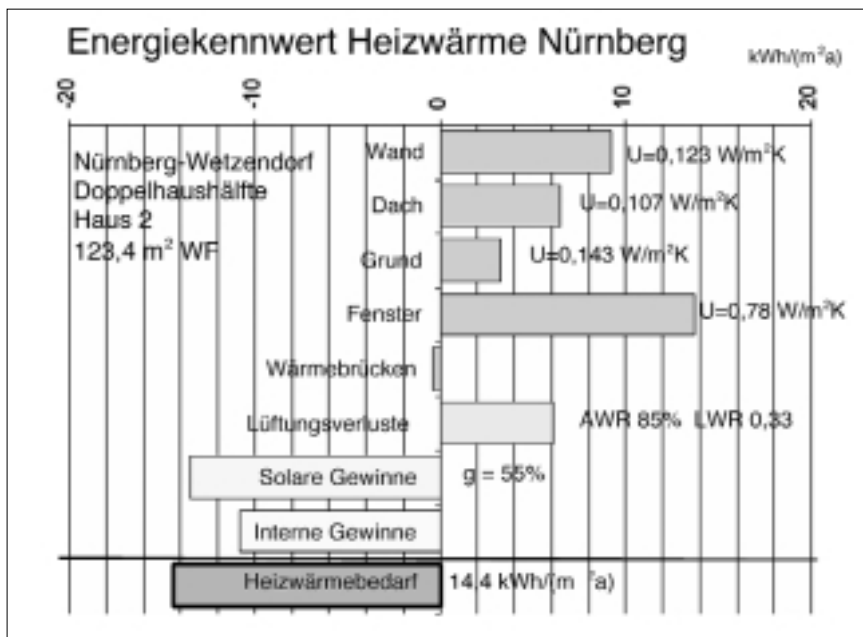 Energiekennwert Heizwärme Nürnberg
kWh/(m²a)
-20 -10 0 10 20
Nürnberg-Wetzendorf
Doppelhaushälfte
Haus 2
123,4 m² WF
Wand U=0,123 W/m²K
Dach U=0,107 W/m²K
Grund U=0,143 W/m²K
Fenster U=0,78 W/m²K
Wärmebrücken
Lüftungsverluste AWR 85% LWR 0,33
Solare Gewinne g = 55%
Interne Gewinne
Heizwärmebedarf 14,4 kWh/(m ²a)